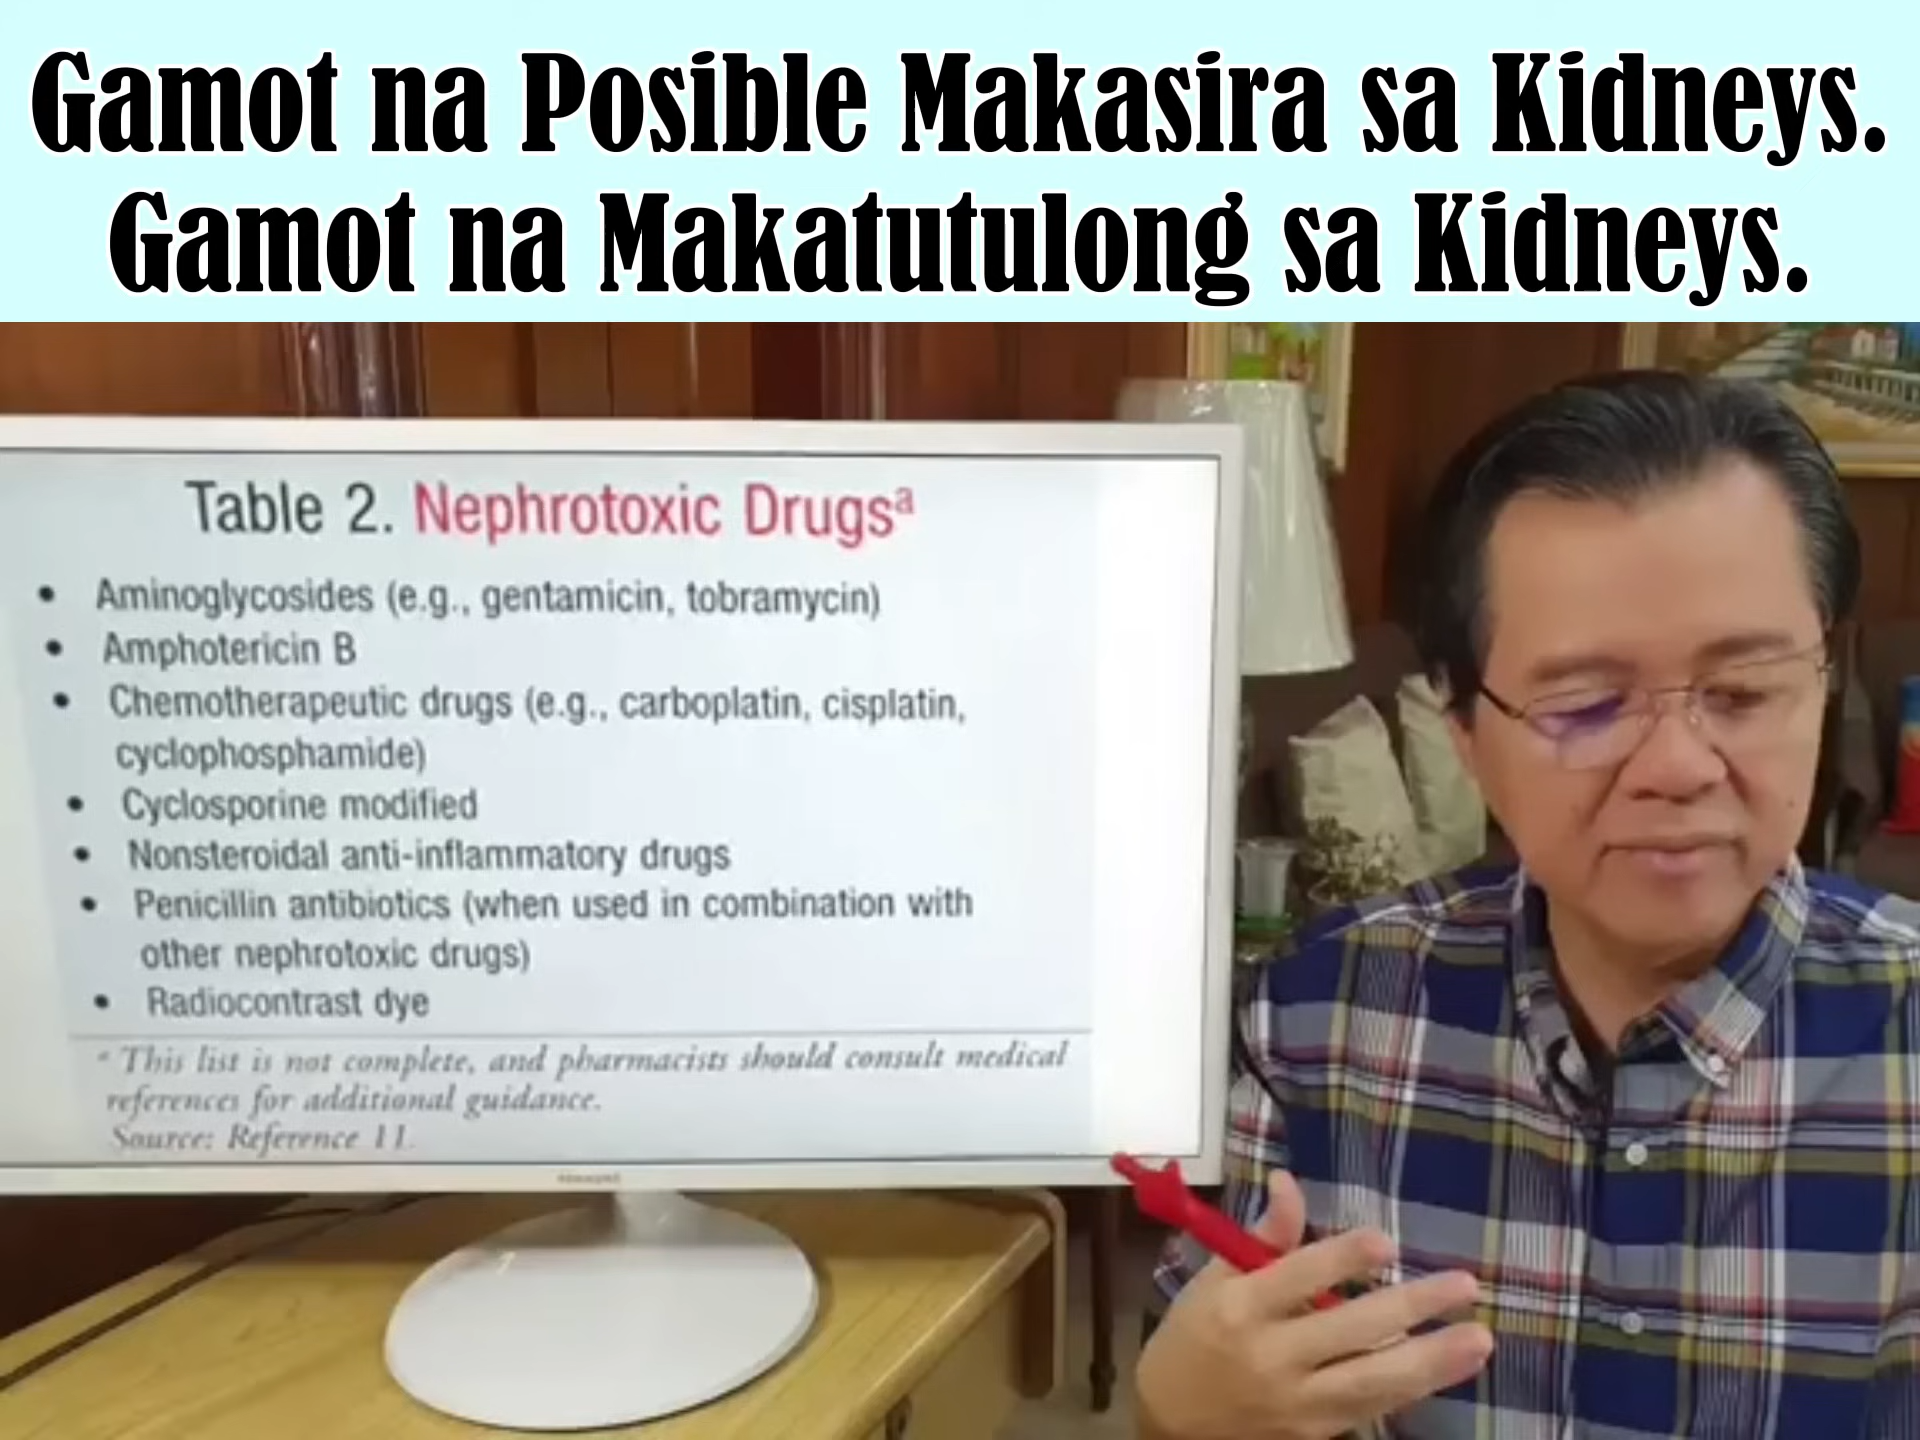 Gamot na Posible Makasira sa Kidneys.
Gamot na Makatutulong sa Kidneys.
Table 2. Nephrotoxic Drugsᵃ
• Aminoglycosides (e.g., gentamicin, tobramycin)
• Amphotericin B
• Chemotherapeutic drugs (e.g., carboplatin, cisplatin,
cyclophosphamide)
• Cyclosporine modified
• Nonsteroidal anti-inflammatory drugs
• Penicillin antibiotics (when used in combination with
other nephrotoxic drugs)
• Radiocontrast dye
ᵃ This list is not complete, and pharmacists should consult medical
references for additional guidance.
Source: Reference 11.